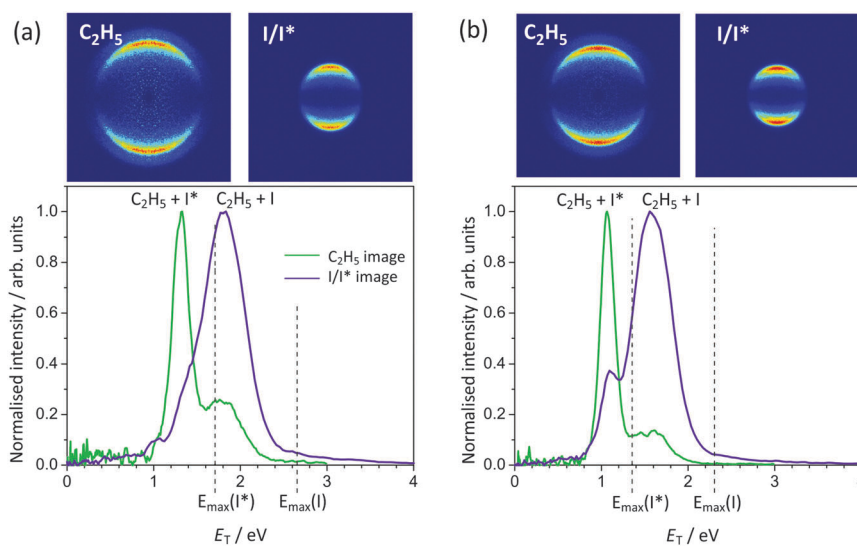 (a)
C₂H₅
I/I*
C₂H₅ + I*
C₂H₅ + I
C₂H₅ image
I/I* image
Normalised intensity / arb. units
1.0
0.8
0.6
0.4
0.2
0.0
0
1
2
3
4
Eₘₐₓ(I*)
Eₘₐₓ(I)
E_T / eV
(b)
C₂H₅
I/I*
C₂H₅ + I*
C₂H₅ + I
Normalised intensity / arb. units
1.0
0.8
0.6
0.4
0.2
0.0
0
1
2
3
Eₘₐₓ(I*)
Eₘₐₓ(I)
E_T / eV